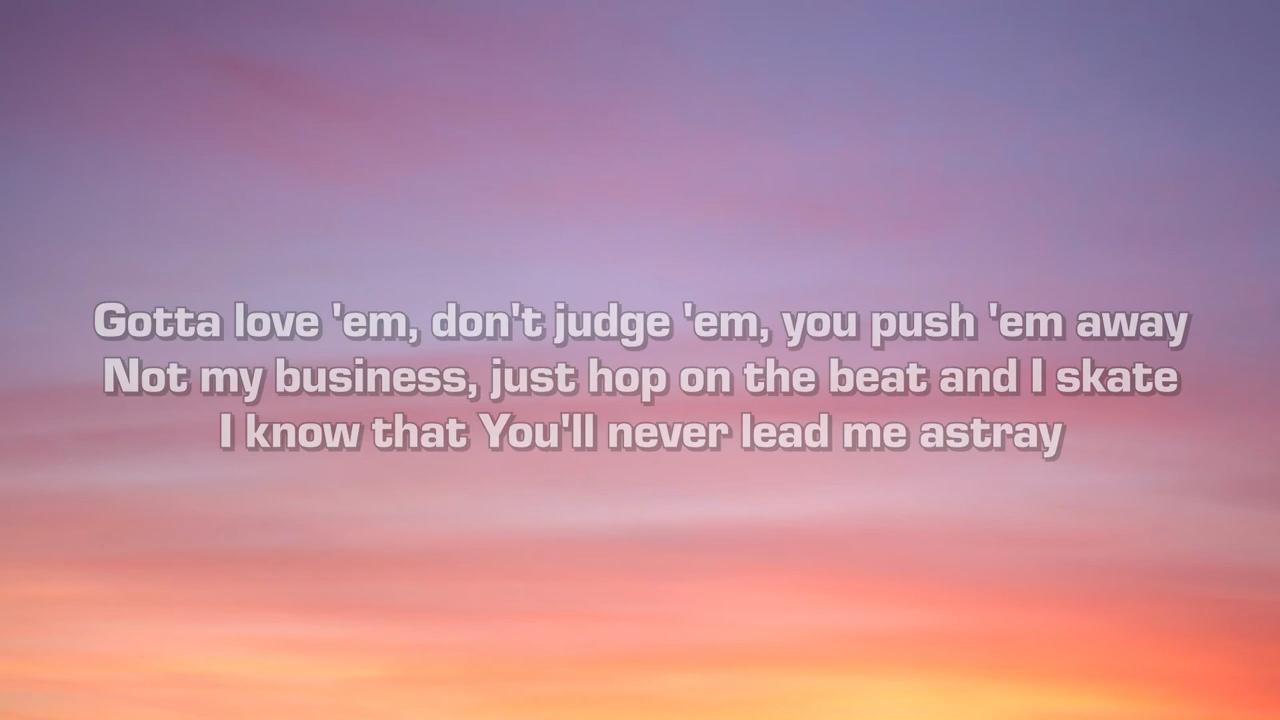 Gotta love 'em, don't judge 'em, you push 'em away
Not my business, just hop on the beat and I skate
I know that You'll never lead me astray